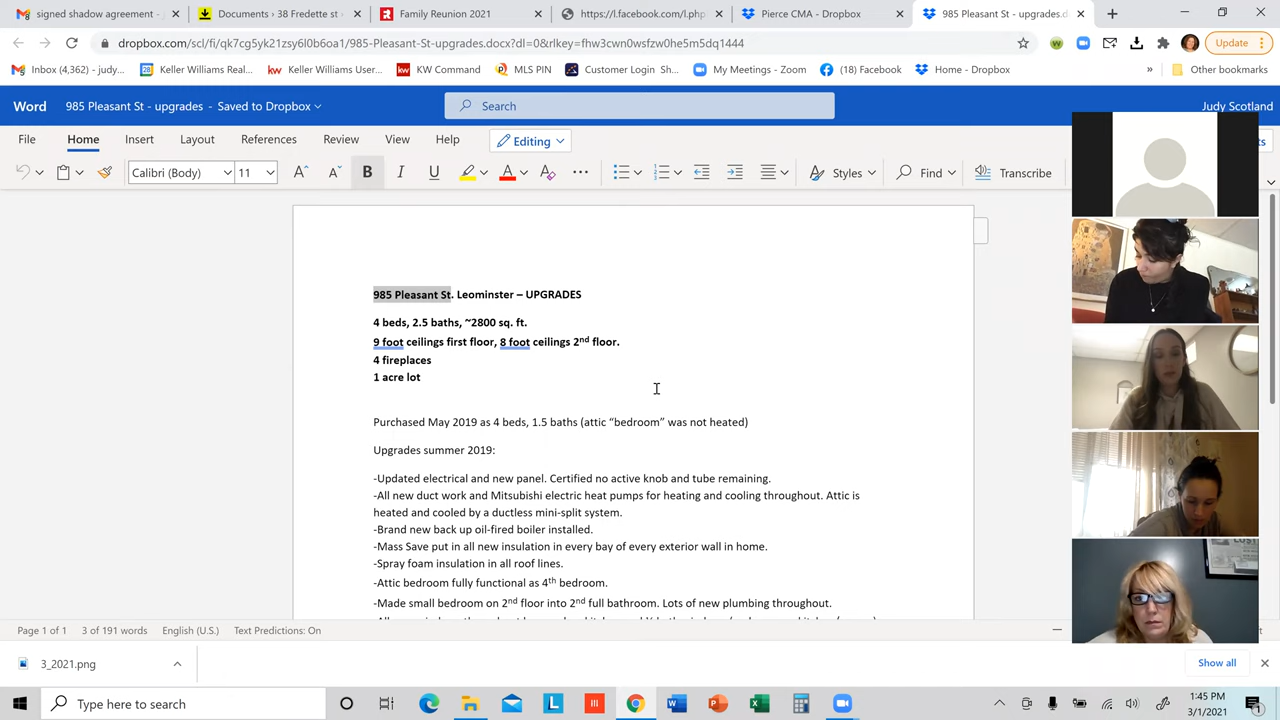 signed shadow agreement -
Documents › 38 Fredette st
Family Reunion 2021
https://l.facebook.com/l.php
Pierce CMA - Dropbox
985 Pleasant St - upgrades.d
dropbox.com/scl/fi/qk7cg5yk21zsy6l0b6oa1/985-Pleasant-St-upgrades.docx?dl=0&rlkey=fhw3cwn0wsfzw0he5m5dq1444
Update
Inbox (4,362) - judy...
Keller Williams Real...
Keller Williams User...
KW Command
MLS PIN
Customer Login Sh...
My Meetings - Zoom
(18) Facebook
Home - Dropbox
»
Other bookmarks
Word
985 Pleasant St - upgrades - Saved to Dropbox
Search
Judy Scotland
File
Home
Insert
Layout
References
Review
View
Help
Editing
Calibri (Body)
11
B
I
U
Styles
Find
Transcribe
985 Pleasant St. Leominster – UPGRADES
4 beds, 2.5 baths, ~2800 sq. ft.
9 foot ceilings first floor, 8 foot ceilings 2nd floor.
4 fireplaces
1 acre lot
Purchased May 2019 as 4 beds, 1.5 baths (attic “bedroom” was not heated)
Upgrades summer 2019:
-Updated electrical and new panel. Certified no active knob and tube remaining.
-All new duct work and Mitsubishi electric heat pumps for heating and cooling throughout. Attic is
heated and cooled by a ductless mini-split system.
-Brand new back up oil-fired boiler installed.
-Mass Save put in all new insulation in every bay of every exterior wall in home.
-Spray foam insulation in all roof lines.
-Attic bedroom fully functional as 4th bedroom.
-Made small bedroom on 2nd floor into 2nd full bathroom. Lots of new plumbing throughout.
Page 1 of 1
3 of 191 words
English (U.S.)
Text Predictions: On
3_2021.png
Show all
Type here to search
1:45 PM
3/1/2021